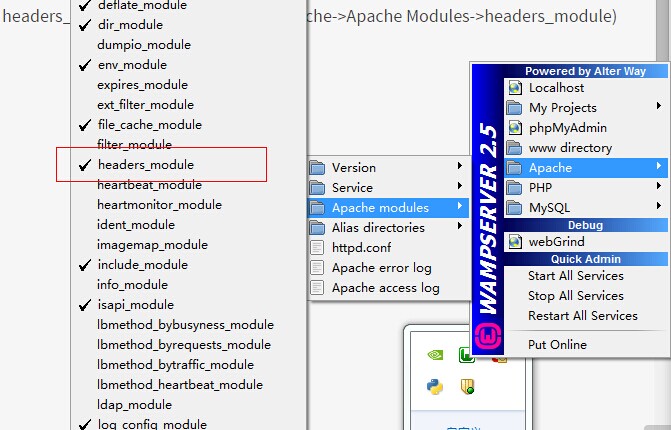 headers_
che->Apache Modules->headers_module)
deflate_module
dir_module
dumpio_module
env_module
expires_module
ext_filter_module
file_cache_module
filter_module
headers_module
heartbeat_module
heartmonitor_module
ident_module
imagemap_module
include_module
info_module
isapi_module
lbmethod_bybusyness_module
lbmethod_byrequests_module
lbmethod_bytraffic_module
lbmethod_heartbeat_module
ldap_module
log_config_module
Version
Service
Apache modules
Alias directories
httpd.conf
Apache error log
Apache access log
WAMPSERVER 2.5
Powered by Alter Way
Localhost
My Projects
phpMyAdmin
www directory
Apache
PHP
MySQL
Debug
webGrind
Quick Admin
Start All Services
Stop All Services
Restart All Services
Put Online